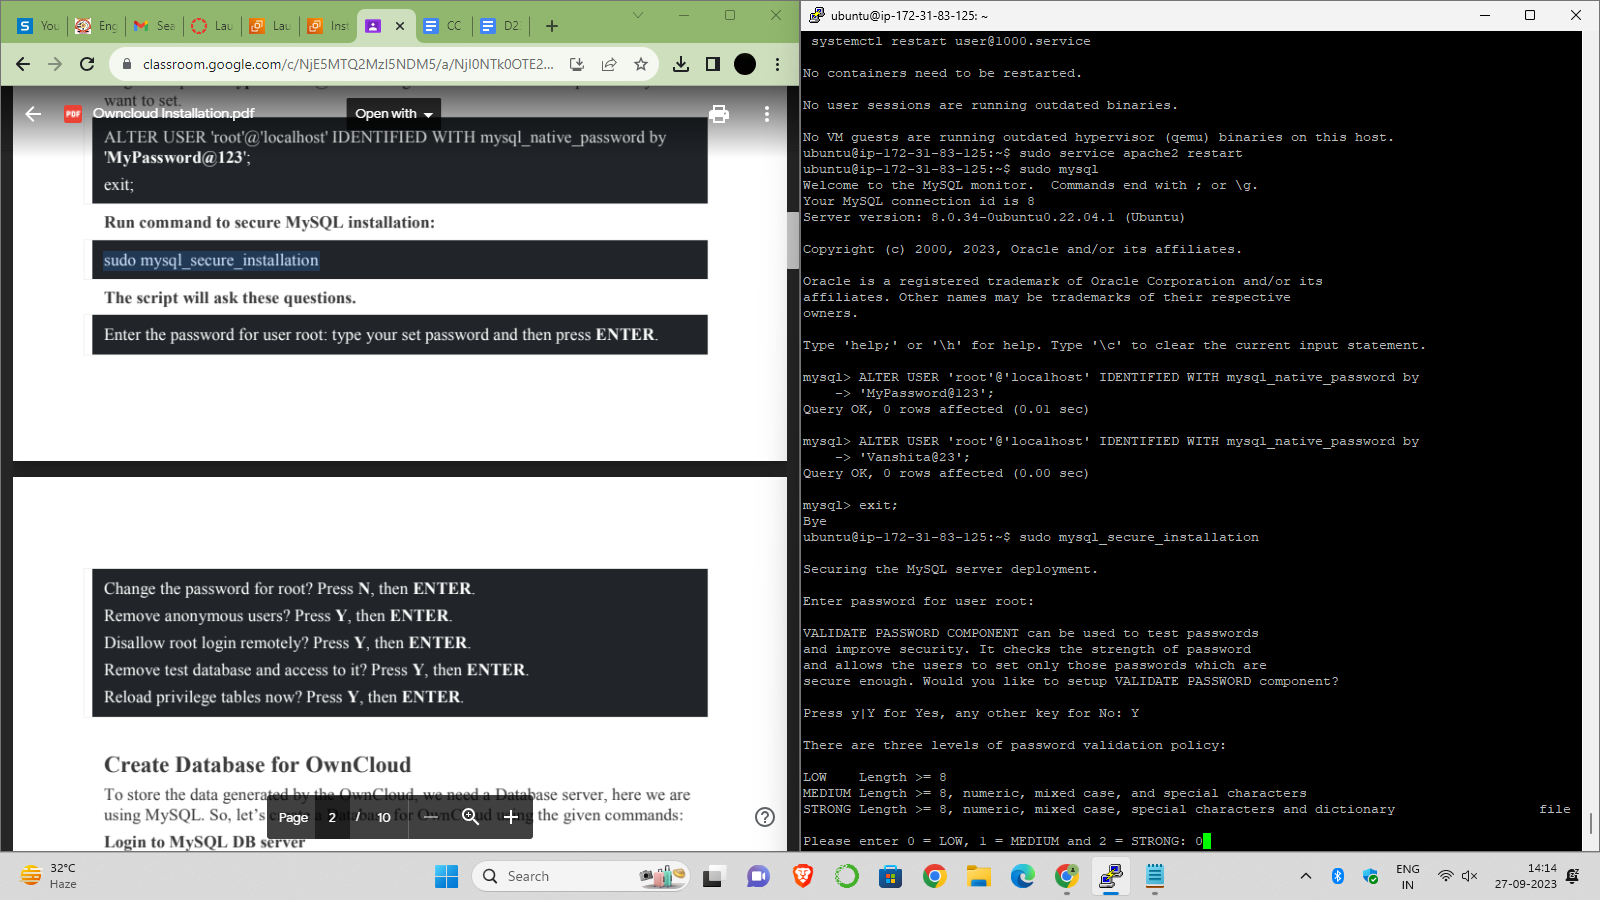 You
Eng
Sea
Lau
Lau
Inst
CC
D2
classroom.google.com/c/NjE5MTQ2MzI5NDM5/a/NjI0NTk0OTE2...
want to set.
Owncloud Installation.pdf
Open with
ALTER USER 'root'@'localhost' IDENTIFIED WITH mysql_native_password by
'MyPassword@123';
exit;
Run command to secure MySQL installation:
sudo mysql_secure_installation
The script will ask these questions.
Enter the password for user root: type your set password and then press ENTER.
Change the password for root? Press N, then ENTER.
Remove anonymous users? Press Y, then ENTER.
Disallow root login remotely? Press Y, then ENTER.
Remove test database and access to it? Press Y, then ENTER.
Reload privilege tables now? Press Y, then ENTER.
Create Database for OwnCloud
To store the data generated by the OwnCloud, we need a Database server, here we are
using MySQL. So, let's create a Database for OwnCloud using the given commands:
Page 2 / 10
Login to MySQL DB server
ubuntu@ip-172-31-83-125: ~
systemctl restart user@1000.service
No containers need to be restarted.
No user sessions are running outdated binaries.
No VM guests are running outdated hypervisor (qemu) binaries on this host.
ubuntu@ip-172-31-83-125:~$ sudo service apache2 restart
ubuntu@ip-172-31-83-125:~$ sudo mysql
Welcome to the MySQL monitor.  Commands end with ; or \g.
Your MySQL connection id is 8
Server version: 8.0.34-0ubuntu0.22.04.1 (Ubuntu)
Copyright (c) 2000, 2023, Oracle and/or its affiliates.
Oracle is a registered trademark of Oracle Corporation and/or its
affiliates. Other names may be trademarks of their respective
owners.
Type 'help;' or '\h' for help. Type '\c' to clear the current input statement.
mysql> ALTER USER 'root'@'localhost' IDENTIFIED WITH mysql_native_password by
-> 'MyPassword@123';
Query OK, 0 rows affected (0.01 sec)
mysql> ALTER USER 'root'@'localhost' IDENTIFIED WITH mysql_native_password by
-> 'Vanshita@23';
Query OK, 0 rows affected (0.00 sec)
mysql> exit;
Bye
ubuntu@ip-172-31-83-125:~$ sudo mysql_secure_installation
Securing the MySQL server deployment.
Enter password for user root:
VALIDATE PASSWORD COMPONENT can be used to test passwords
and improve security. It checks the strength of password
and allows the users to set only those passwords which are
secure enough. Would you like to setup VALIDATE PASSWORD component?
Press y|Y for Yes, any other key for No: Y
There are three levels of password validation policy:
LOW    Length >= 8
MEDIUM Length >= 8, numeric, mixed case, and special characters
STRONG Length >= 8, numeric, mixed case, special characters and dictionary                  file
Please enter 0 = LOW, 1 = MEDIUM and 2 = STRONG: 0
32°C
Haze
Search
ENG
IN
14:14
27-09-2023